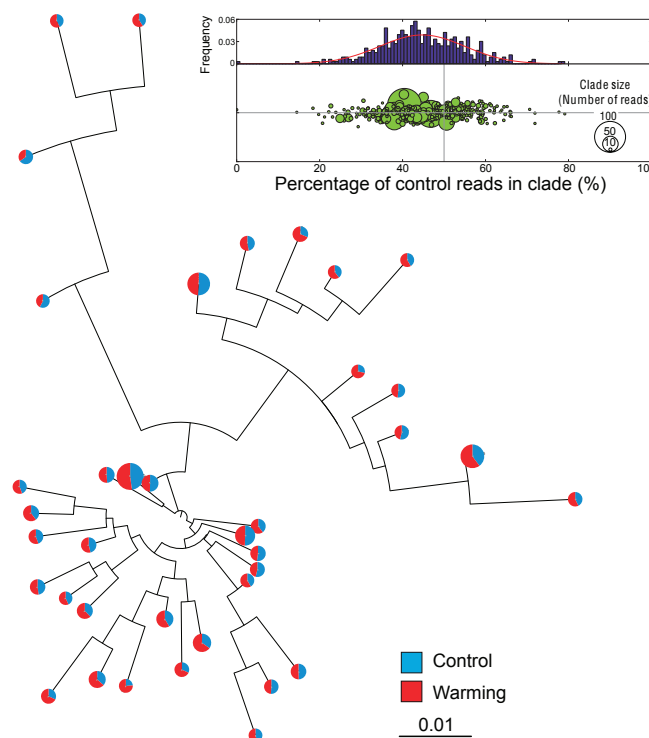 0.06
0.03
0
Frequency
Clade size
(Number of reads)
100
50
10
0 20 40 60 80 100
Percentage of control reads in clade (%)
Control
Warming
0.01